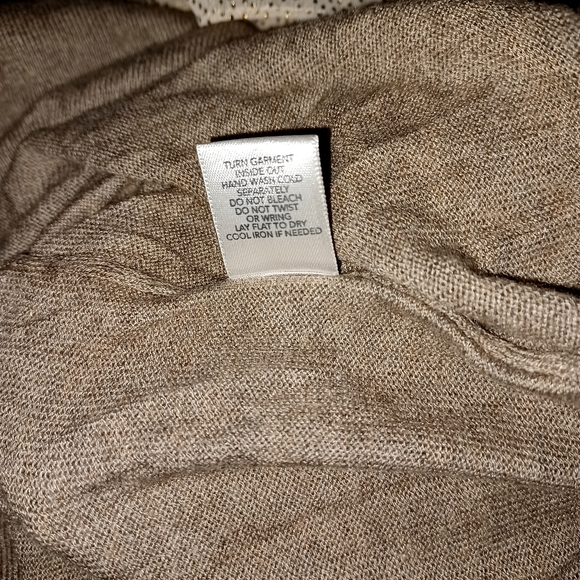 TURN GARMENT
INSIDE OUT
HAND WASH COLD
SEPARATELY
DO NOT BLEACH
DO NOT TWIST
OR WRING
LAY FLAT TO DRY
COOL IRON IF NEEDED